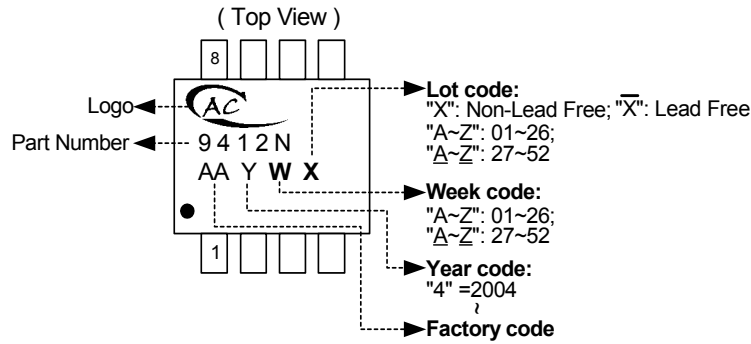 ( Top View )
8
Logo
AC
Part Number
9 4 1 2 N
AA Y W X
1
Lot code:
"X": Non-Lead Free; "X̅": Lead Free
"A~Z": 01~26;
"A̲~Z̲": 27~52
Week code:
"A~Z": 01~26;
"A̲~Z̲": 27~52
Year code:
"4" =2004
~
Factory code